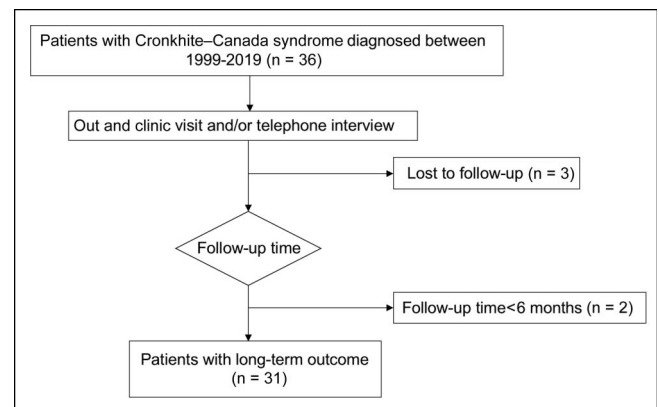 Patients with Cronkhite–Canada syndrome diagnosed between
1999-2019 (n = 36)
Out and clinic visit and/or telephone interview
Lost to follow-up (n = 3)
Follow-up time
Follow-up time<6 months (n = 2)
Patients with long-term outcome
(n = 31)